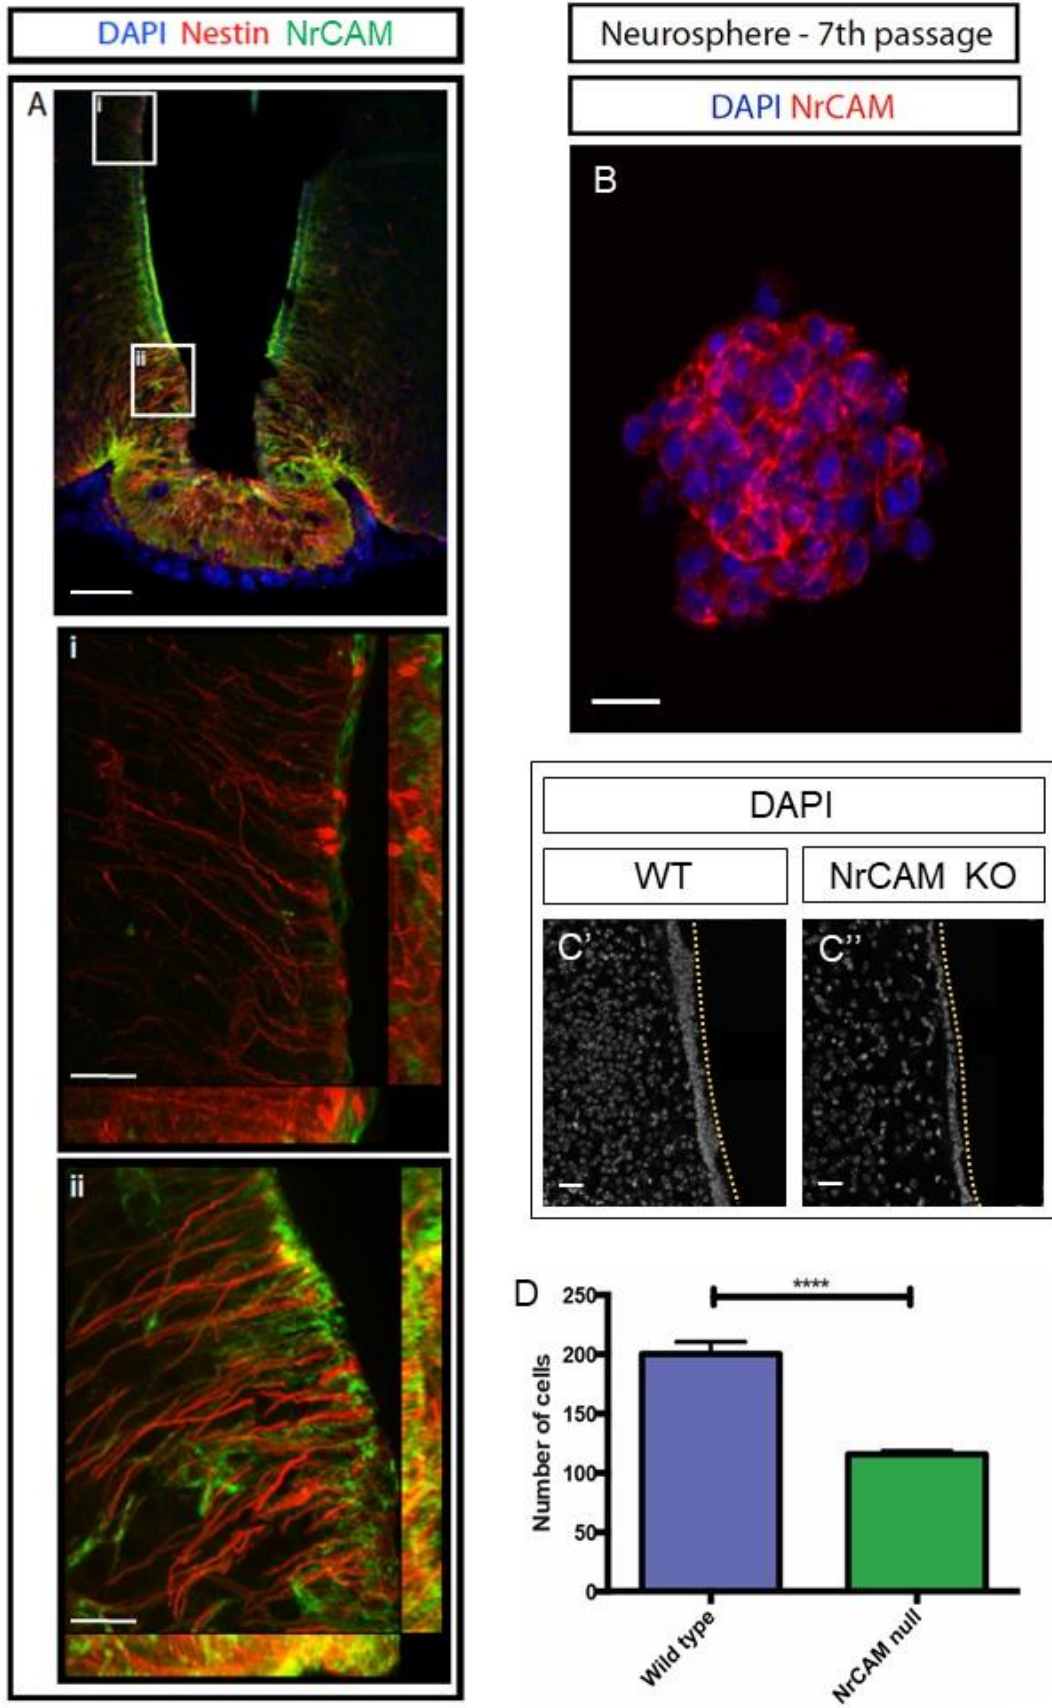 DAPI Nestin NrCAM
A
i
ii
i
ii
Neurosphere - 7th passage
DAPI NrCAM
B
DAPI
WT
NrCAM KO
C'
C''
D
****
Number of cells
250
200
150
100
50
0
Wild type
NrCAM null